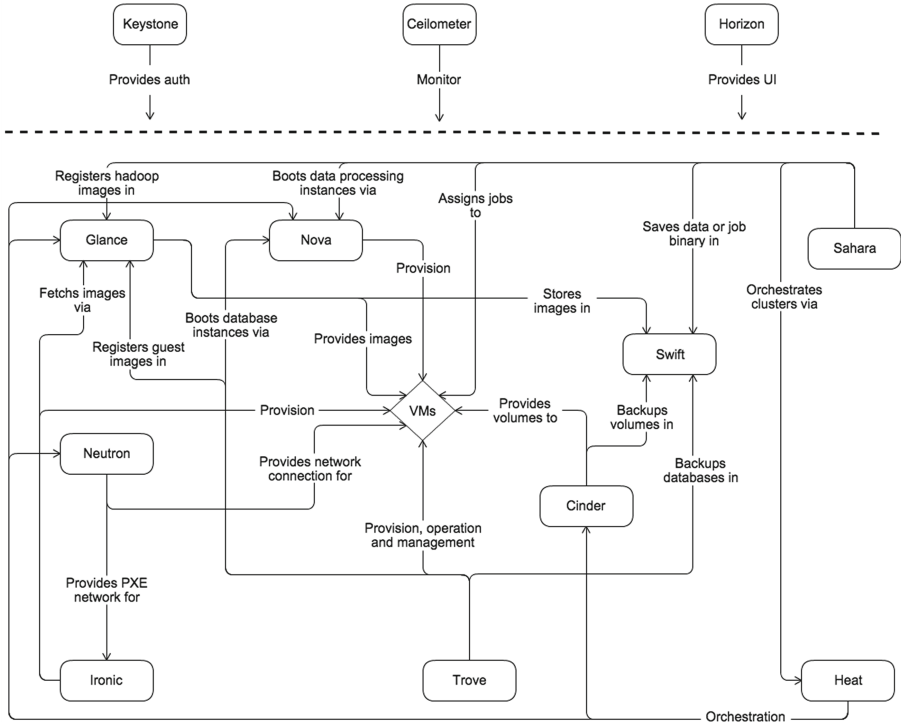 Keystone
Ceilometer
Horizon
Provides auth
Monitor
Provides UI
Registers hadoop
images in
Boots data processing
instances via
Assigns jobs
to
Saves data or job
binary in
Sahara
Glance
Nova
Provision
Fetchs images
via
Stores
images in
Orchestrates
clusters via
Boots database
instances via
Provides images
Registers guest
images in
Swift
Provision
VMs
Provides
volumes to
Backups
volumes in
Neutron
Provides network
connection for
Backups
databases in
Cinder
Provision, operation
and management
Provides PXE
network for
Ironic
Trove
Heat
Orchestration